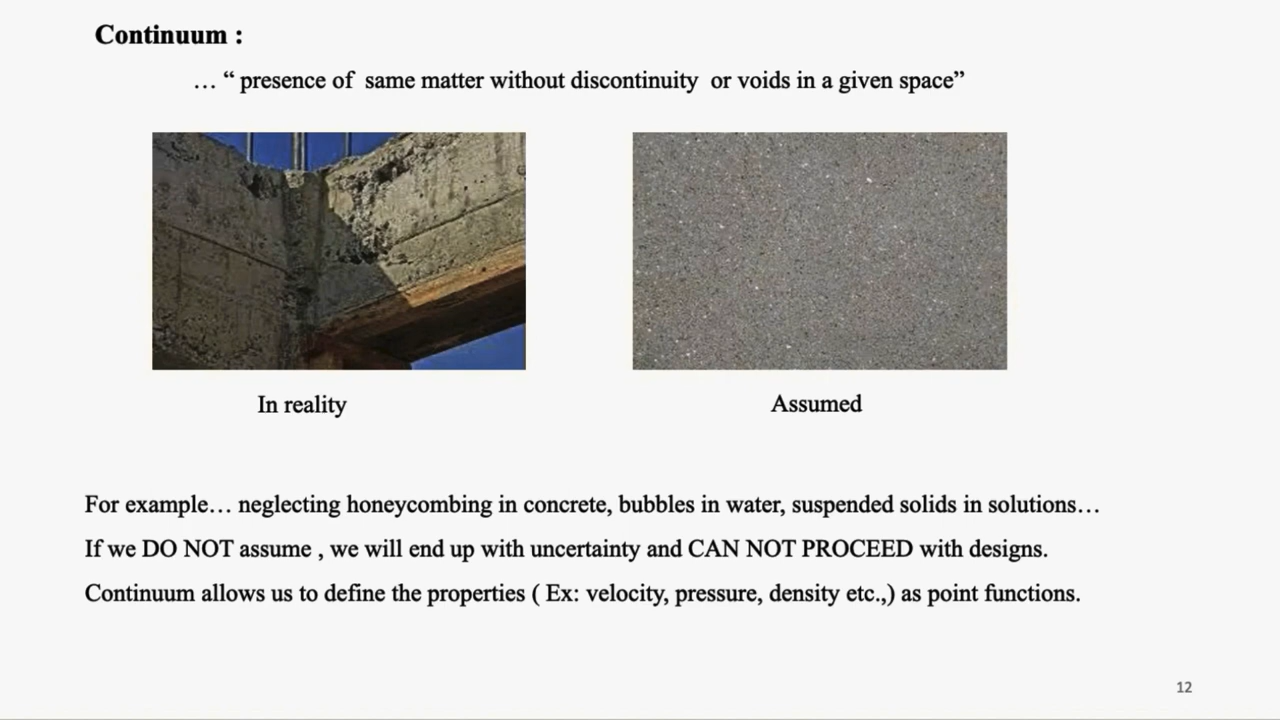 Continuum :
… “ presence of same matter without discontinuity or voids in a given space”
In reality
Assumed
For example… neglecting honeycombing in concrete, bubbles in water, suspended solids in solutions…
If we DO NOT assume , we will end up with uncertainty and CAN NOT PROCEED with designs.
Continuum allows us to define the properties ( Ex: velocity, pressure, density etc.,) as point functions.
12